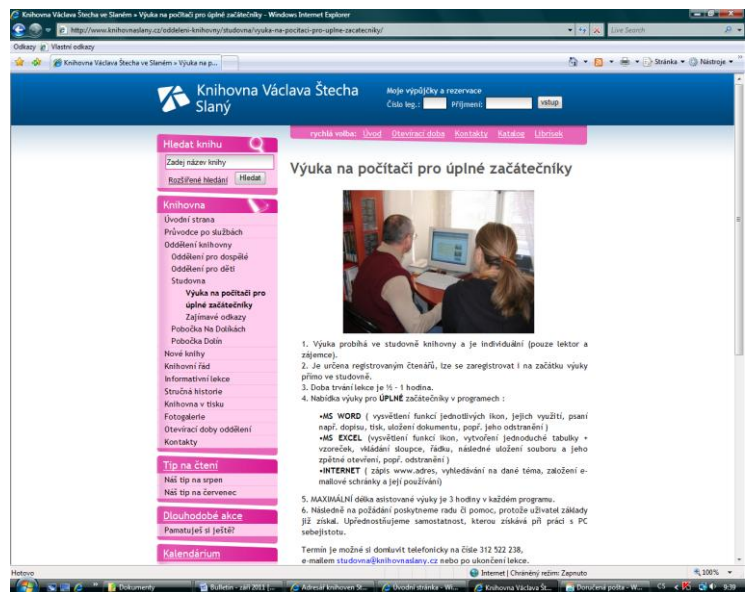 Knihovna Václava Štecha ve Slaném » Výuka na počítači pro úplné začátečníky - Windows Internet Explorer
http://www.knihovnaslany.cz/oddeleni-knihovny/studovna/vyuka-na-pocitaci-pro-uplne-zacatecniky/
Live Search
Odkazy
Vlastní odkazy
Knihovna Václava Štecha ve Slaném » Výuka na p...
Stránka
Nástroje
Knihovna Václava Štecha
Slaný
Moje výpůjčky a rezervace
Číslo leg.:
Příjmení:
vstup
rychlá volba: Úvod Otevírací doba Kontakty Katalog Librísek
Hledat knihu
Zadej název knihy
Rozšířené hledání
Hledat
Knihovna
Úvodní strana
Průvodce po službách
Oddělení knihovny
Oddělení pro dospělé
Oddělení pro děti
Studovna
Výuka na počítači pro
úplné začátečníky
Zajímavé odkazy
Pobočka Na Dolíkách
Pobočka Dolín
Nové knihy
Knihovní řád
Informativní lekce
Stručná historie
Knihovna v tisku
Fotogalerie
Otevírací doby oddělení
Kontakty
Tip na čtení
Náš tip na srpen
Náš tip na červenec
Dlouhodobé akce
Pamatuješ si ještě?
Kalendárium
Výuka na počítači pro úplné začátečníky
1. Výuka probíhá ve studovně knihovny a je individuální (pouze lektor a
zájemce).
2. Je určena registrovaným čtenářů, lze se zaregistrovat i na začátku výuky
přímo ve studovně.
3. Doba trvání lekce je ½ - 1 hodina.
4. Nabídka výuky pro ÚPLNÉ začátečníky v programech :
•MS WORD ( vysvětlení funkcí jednotlivých ikon, jejich využití, psaní
např. dopisu, tisk, uložení dokumentu, popř. jeho odstranění )
•MS EXCEL (vysvětlení funkcí ikon, vytvoření jednoduché tabulky +
vzoreček, vkládání sloupce, řádku, následné uložení souboru a jeho
zpětné otevření, popř. odstranění )
•INTERNET ( zápis www.adres, vyhledávání na dané téma, založení e-
mailové schránky a její používání)
5. MAXIMÁLNÍ délka asistované výuky je 3 hodiny v každém programu.
6. Následně na požádání poskytneme radu či pomoc, protože uživatel základy
již získal. Upřednostňujeme samostatnost, kterou získává při práci s PC
sebejistotu.
Termín je možné si domluvit telefonicky na čísle 312 522 238,
e-mailem studovna@knihovnaslany.cz nebo po ukončení lekce.
Hotovo
Internet | Chráněný režim: Zapnuto
100%
Dokumenty
Bulletin - září 2011 [...
Adresář knihoven St...
Úvodní stránka - Wi...
Knihovna Václava Št...
Doručená pošta - W...
CS
9:39